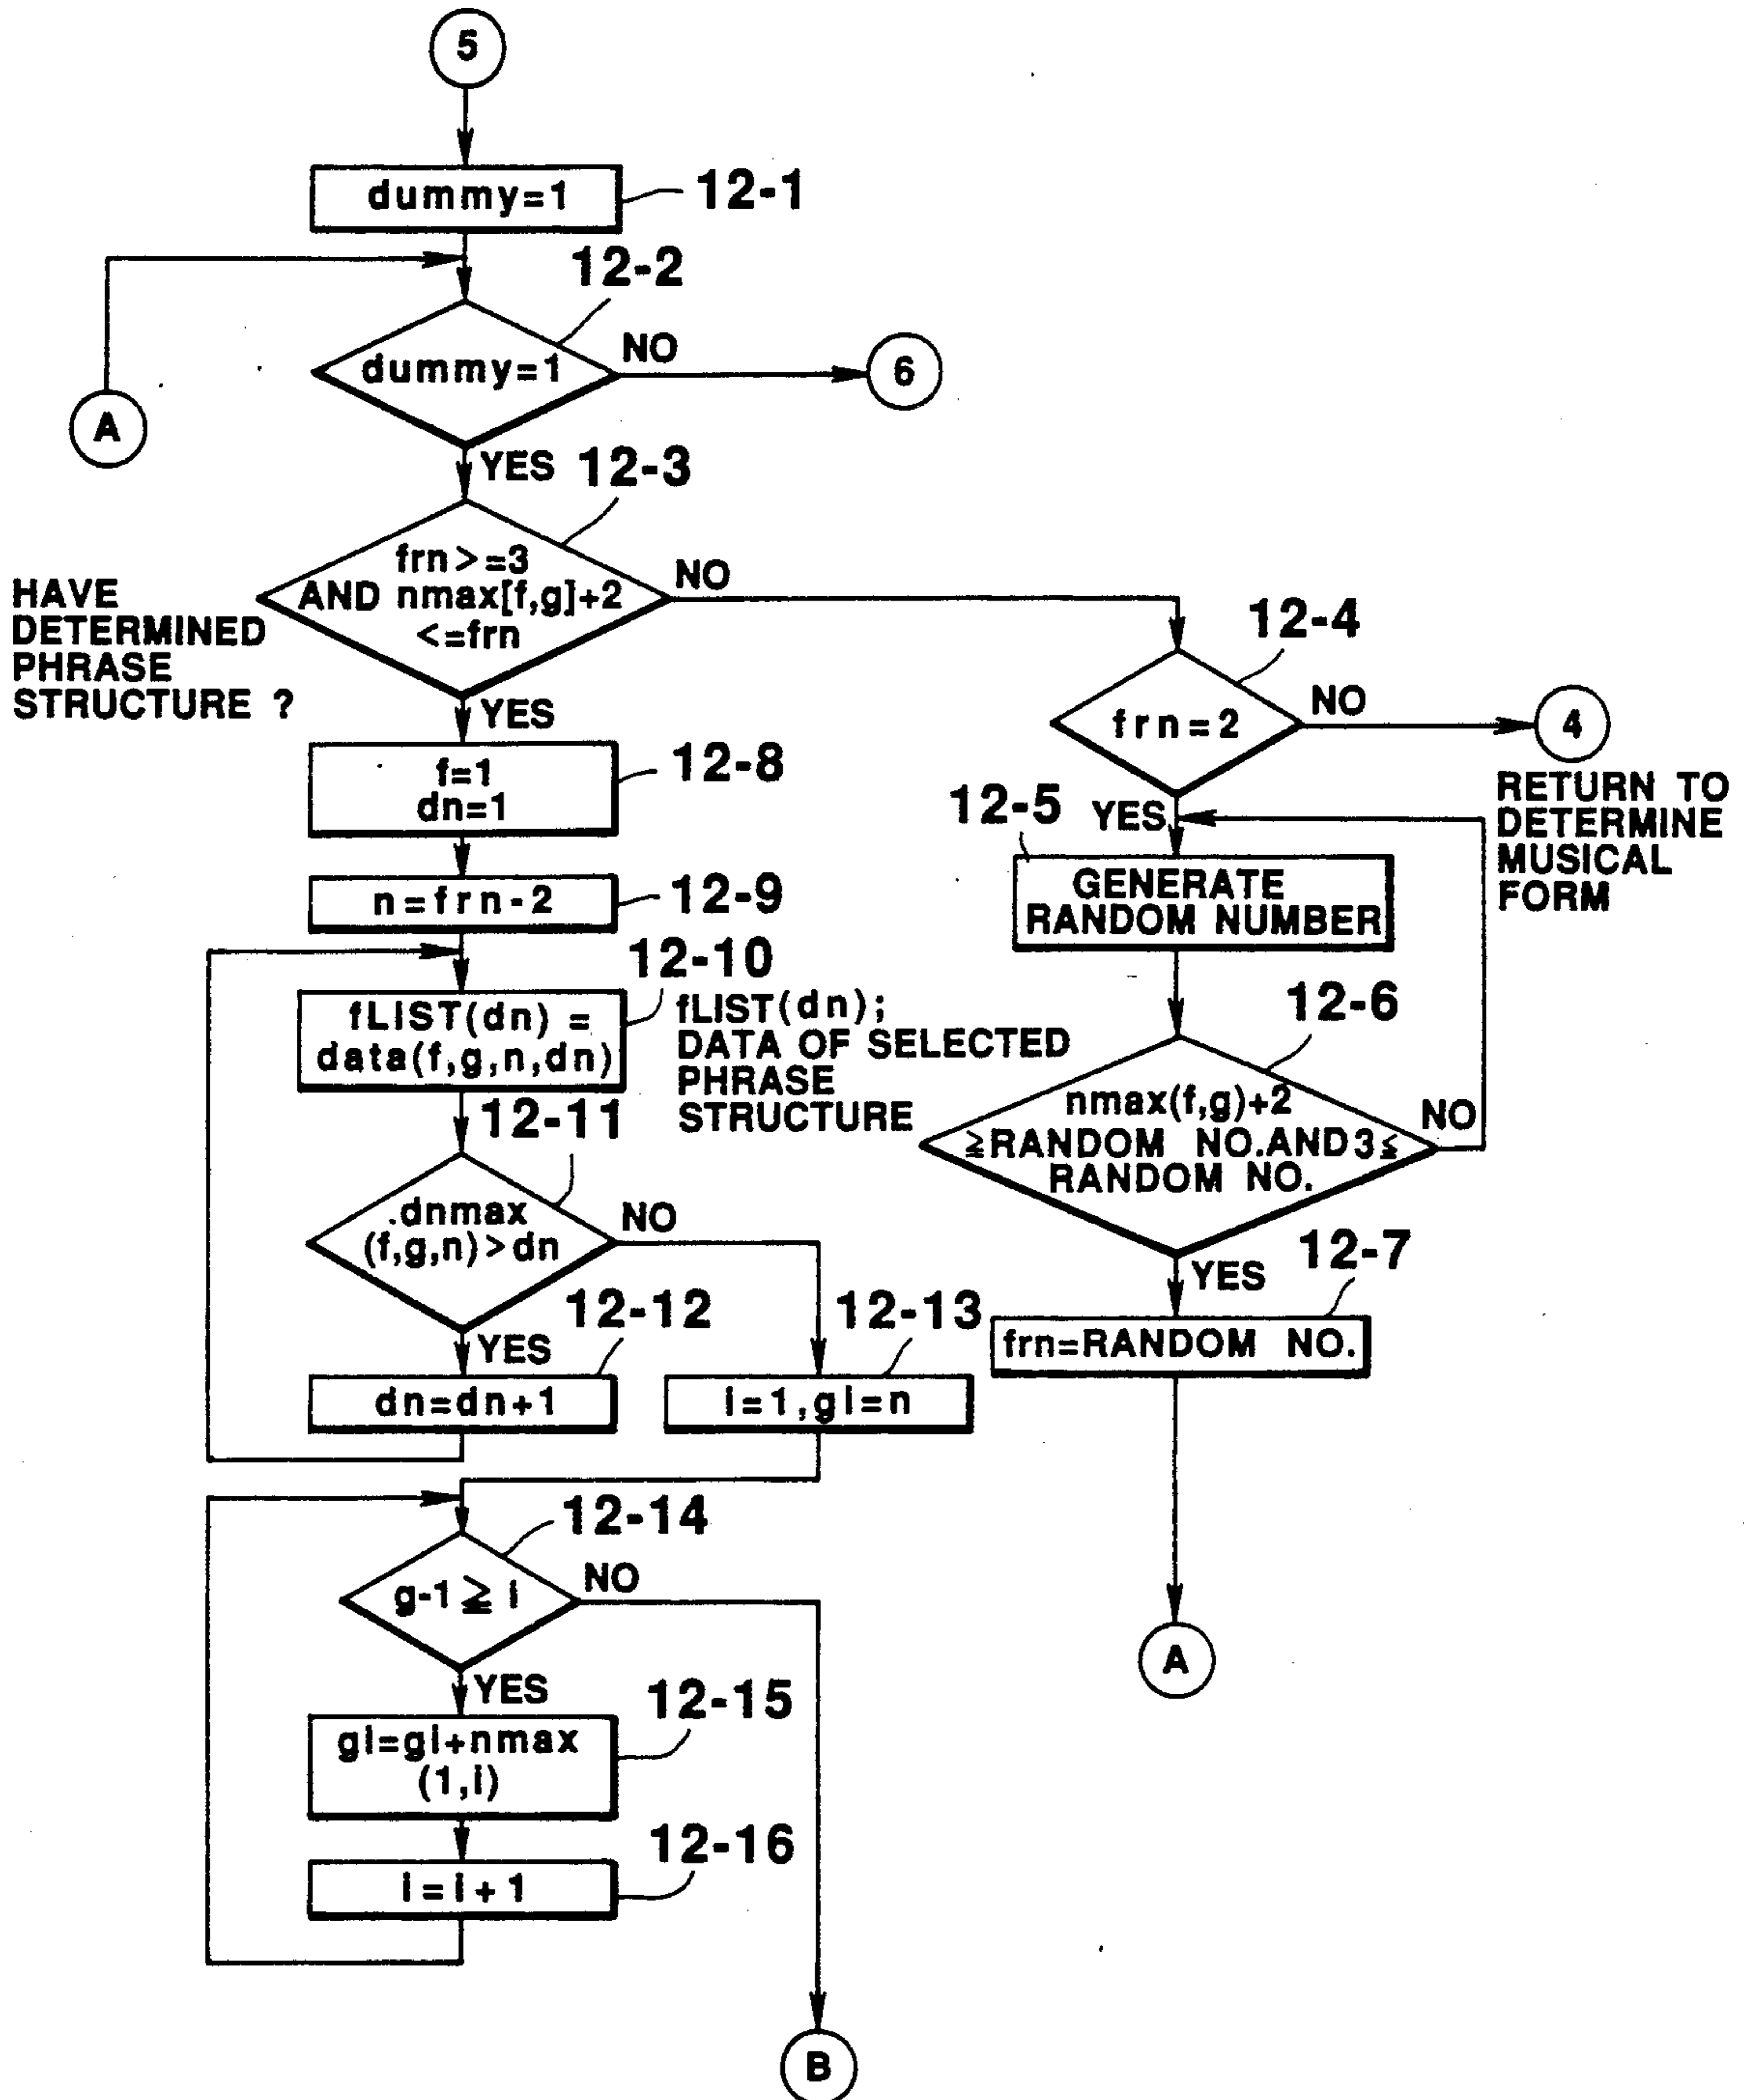 5
dummy=1
12-1
12-2
dummy=1
NO
6
A
YES
12-3
HAVE
DETERMINED
PHRASE
STRUCTURE ?
frn>=3
AND nmax[f,g]+2
<=frn
NO
12-4
frn=2
NO
4
RETURN TO
DETERMINE
MUSICAL
FORM
YES
f=1
dn=1
12-8
12-5
YES
GENERATE
RANDOM NUMBER
n=frn-2
12-9
12-10
fLIST(dn) =
data(f,g,n,dn)
fLIST(dn);
DATA OF SELECTED
PHRASE
STRUCTURE
12-6
nmax(f,g)+2
≧RANDOM NO.AND3≦
RANDOM NO.
NO
12-11
.dnmax
(f,g,n)>dn
NO
12-7
YES
frn=RANDOM NO.
12-12
YES
dn=dn+1
12-13
i=1,gi=n
12-14
g-1≧i
NO
A
YES
12-15
gi=gi+nmax
(1,i)
12-16
i=i+1
B